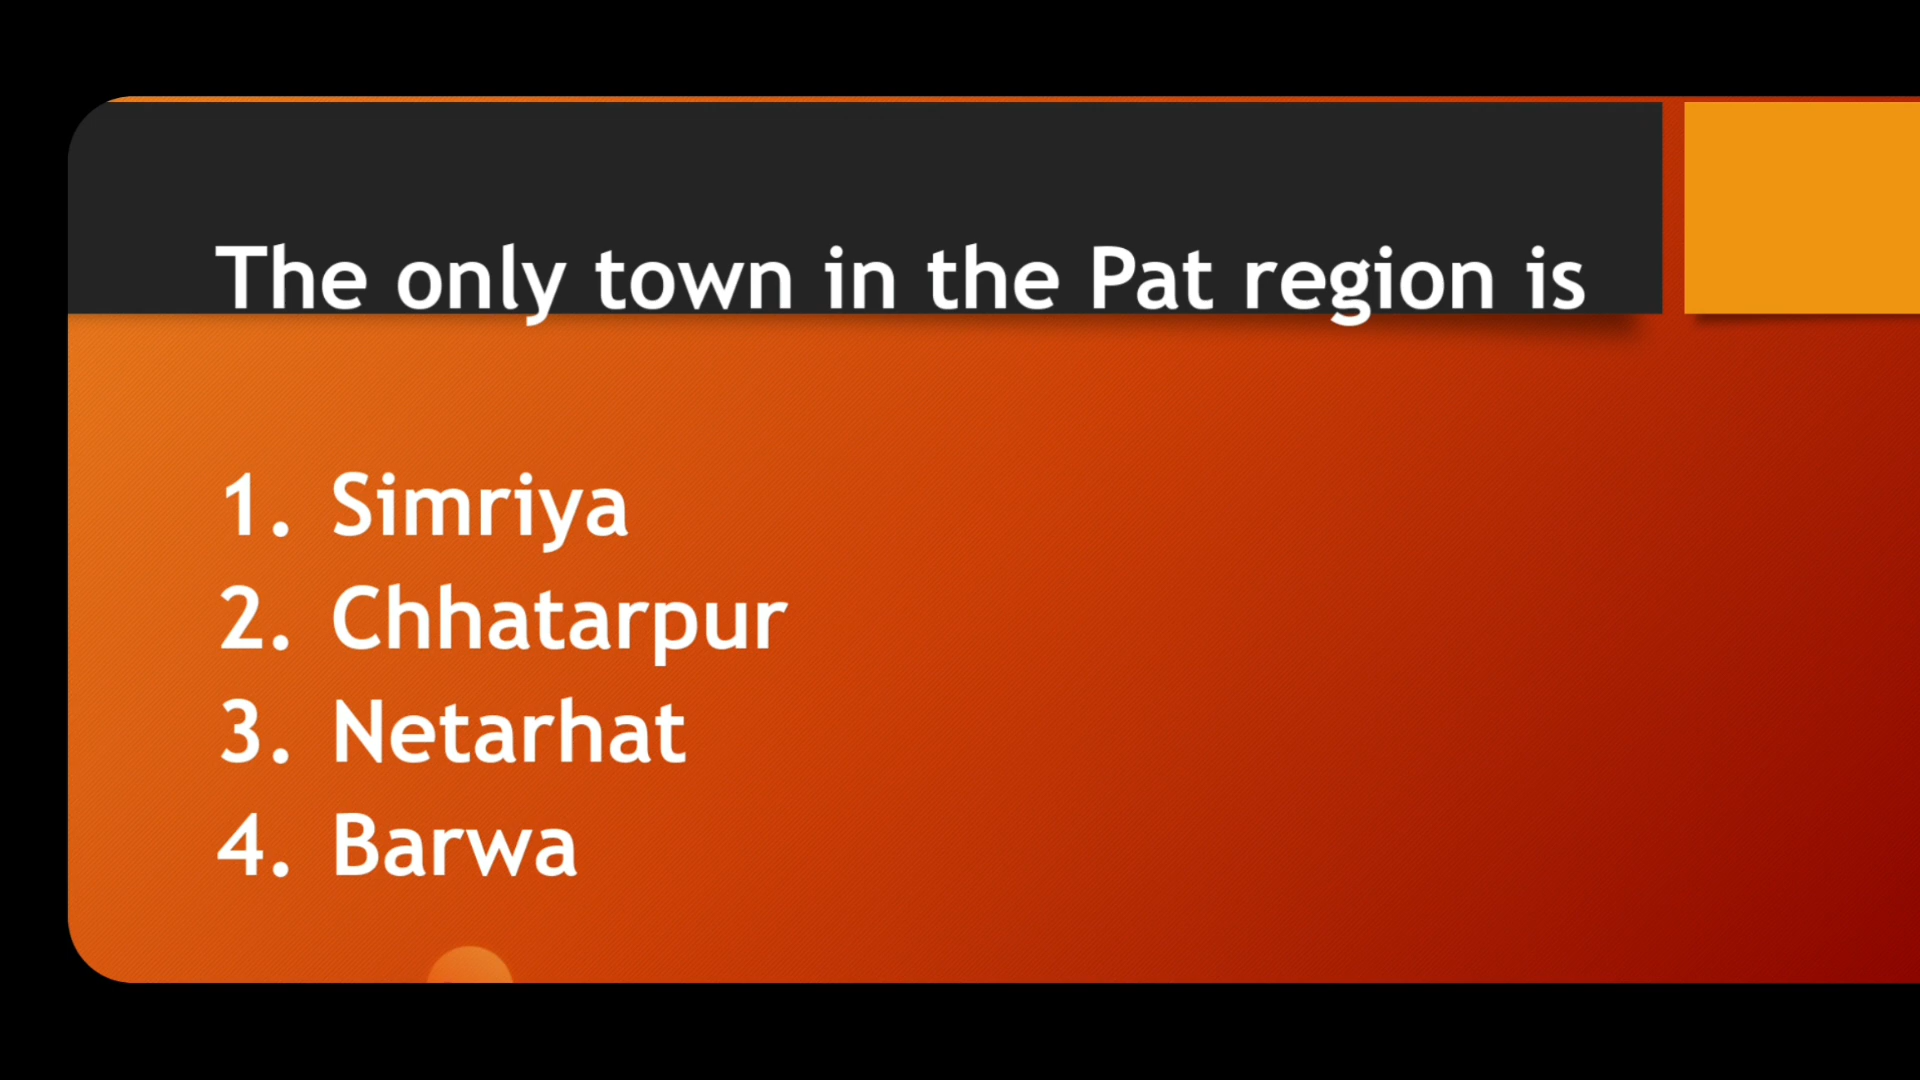 The only town in the Pat region is
1. Simriya
2. Chhatarpur
3. Netarhat
4. Barwa